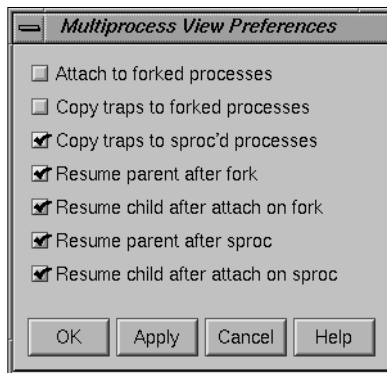 Multiprocess View Preferences
Attach to forked processes
Copy traps to forked processes
Copy traps to sproc'd processes
Resume parent after fork
Resume child after attach on fork
Resume parent after sproc
Resume child after attach on sproc
OK Apply Cancel Help